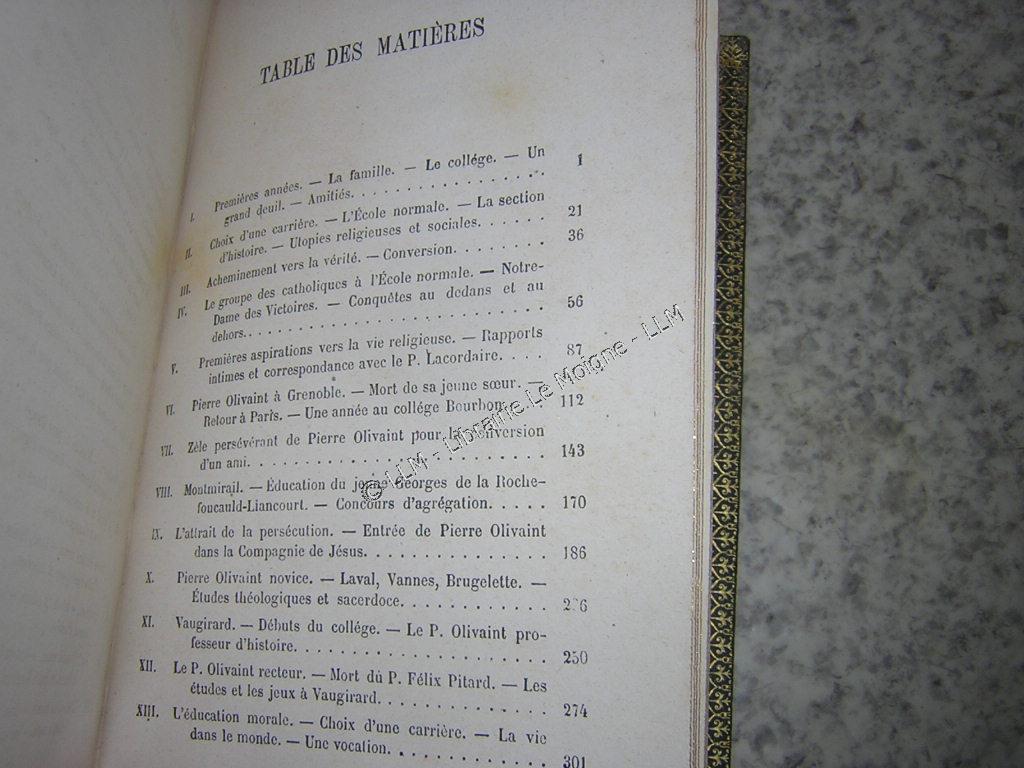 TABLE DES MATIÈRES
I. Premières années. — La famille. — Le collége. — Un
grand deuil. — Amitiés. 1
II. Choix d'une carrière. — L'École normale. — La section
d'histoire. — Utopies religieuses et sociales. 21
III. Acheminement vers la vérité. — Conversion. 36
IV. Le groupe des catholiques à l'École normale. — Notre-
Dame des Victoires. — Conquêtes au dedans et au
dehors. 56
V. Premières aspirations vers la vie religieuse. — Rapports
intimes et correspondance avec le P. Lacordaire. 87
VI. Pierre Olivaint à Grenoble. — Mort de sa jeune sœur. —
Retour à Paris. — Une année au collége Bourbon. 112
VII. Zèle persévérant de Pierre Olivaint pour la conversion
d'un ami. 143
VIII. Montmirail. — Éducation du jeune Georges de la Roche-
foucauld-Liancourt. — Concours d'agrégation. 170
IX. L'attrait de la persécution. — Entrée de Pierre Olivaint
dans la Compagnie de Jésus. 186
X. Pierre Olivaint novice. — Laval, Vannes, Brugelette. —
Études théologiques et sacerdoce.
XI. Vaugirard. — Débuts du collége. — Le P. Olivaint pro-
fesseur d'histoire. 250
XII. Le P. Olivaint recteur. — Mort du P. Félix Pitard. — Les
études et les jeux à Vaugirard. 274
XIII. L'éducation morale. — Choix d'une carrière. — La vie
dans le monde. — Une vocation. 301
© LLM - Librairie Le Moigne - LLM